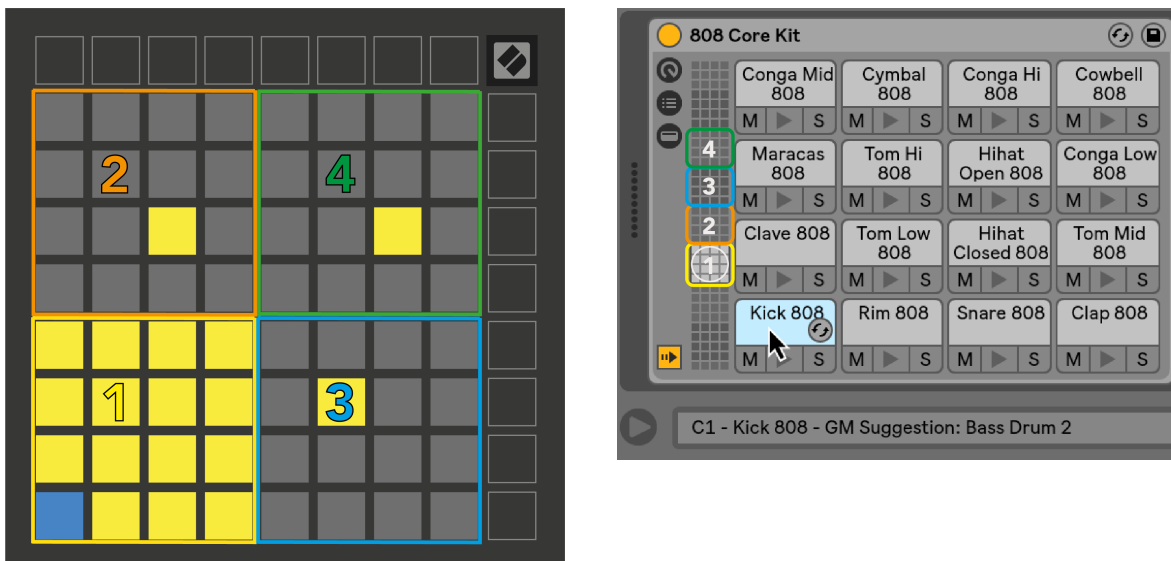 2
4
1
3
808 Core Kit
Conga Mid 808
Cymbal 808
Conga Hi 808
Cowbell 808
M S M S M S M S
4
Maracas 808
Tom Hi 808
Hihat Open 808
Conga Low 808
3
M S M S M S M S
2
Clave 808
Tom Low 808
Hihat Closed 808
Tom Mid 808
1
M S M S M S M S
Kick 808
Rim 808
Snare 808
Clap 808
M S M S M S M S
C1 - Kick 808 - GM Suggestion: Bass Drum 2